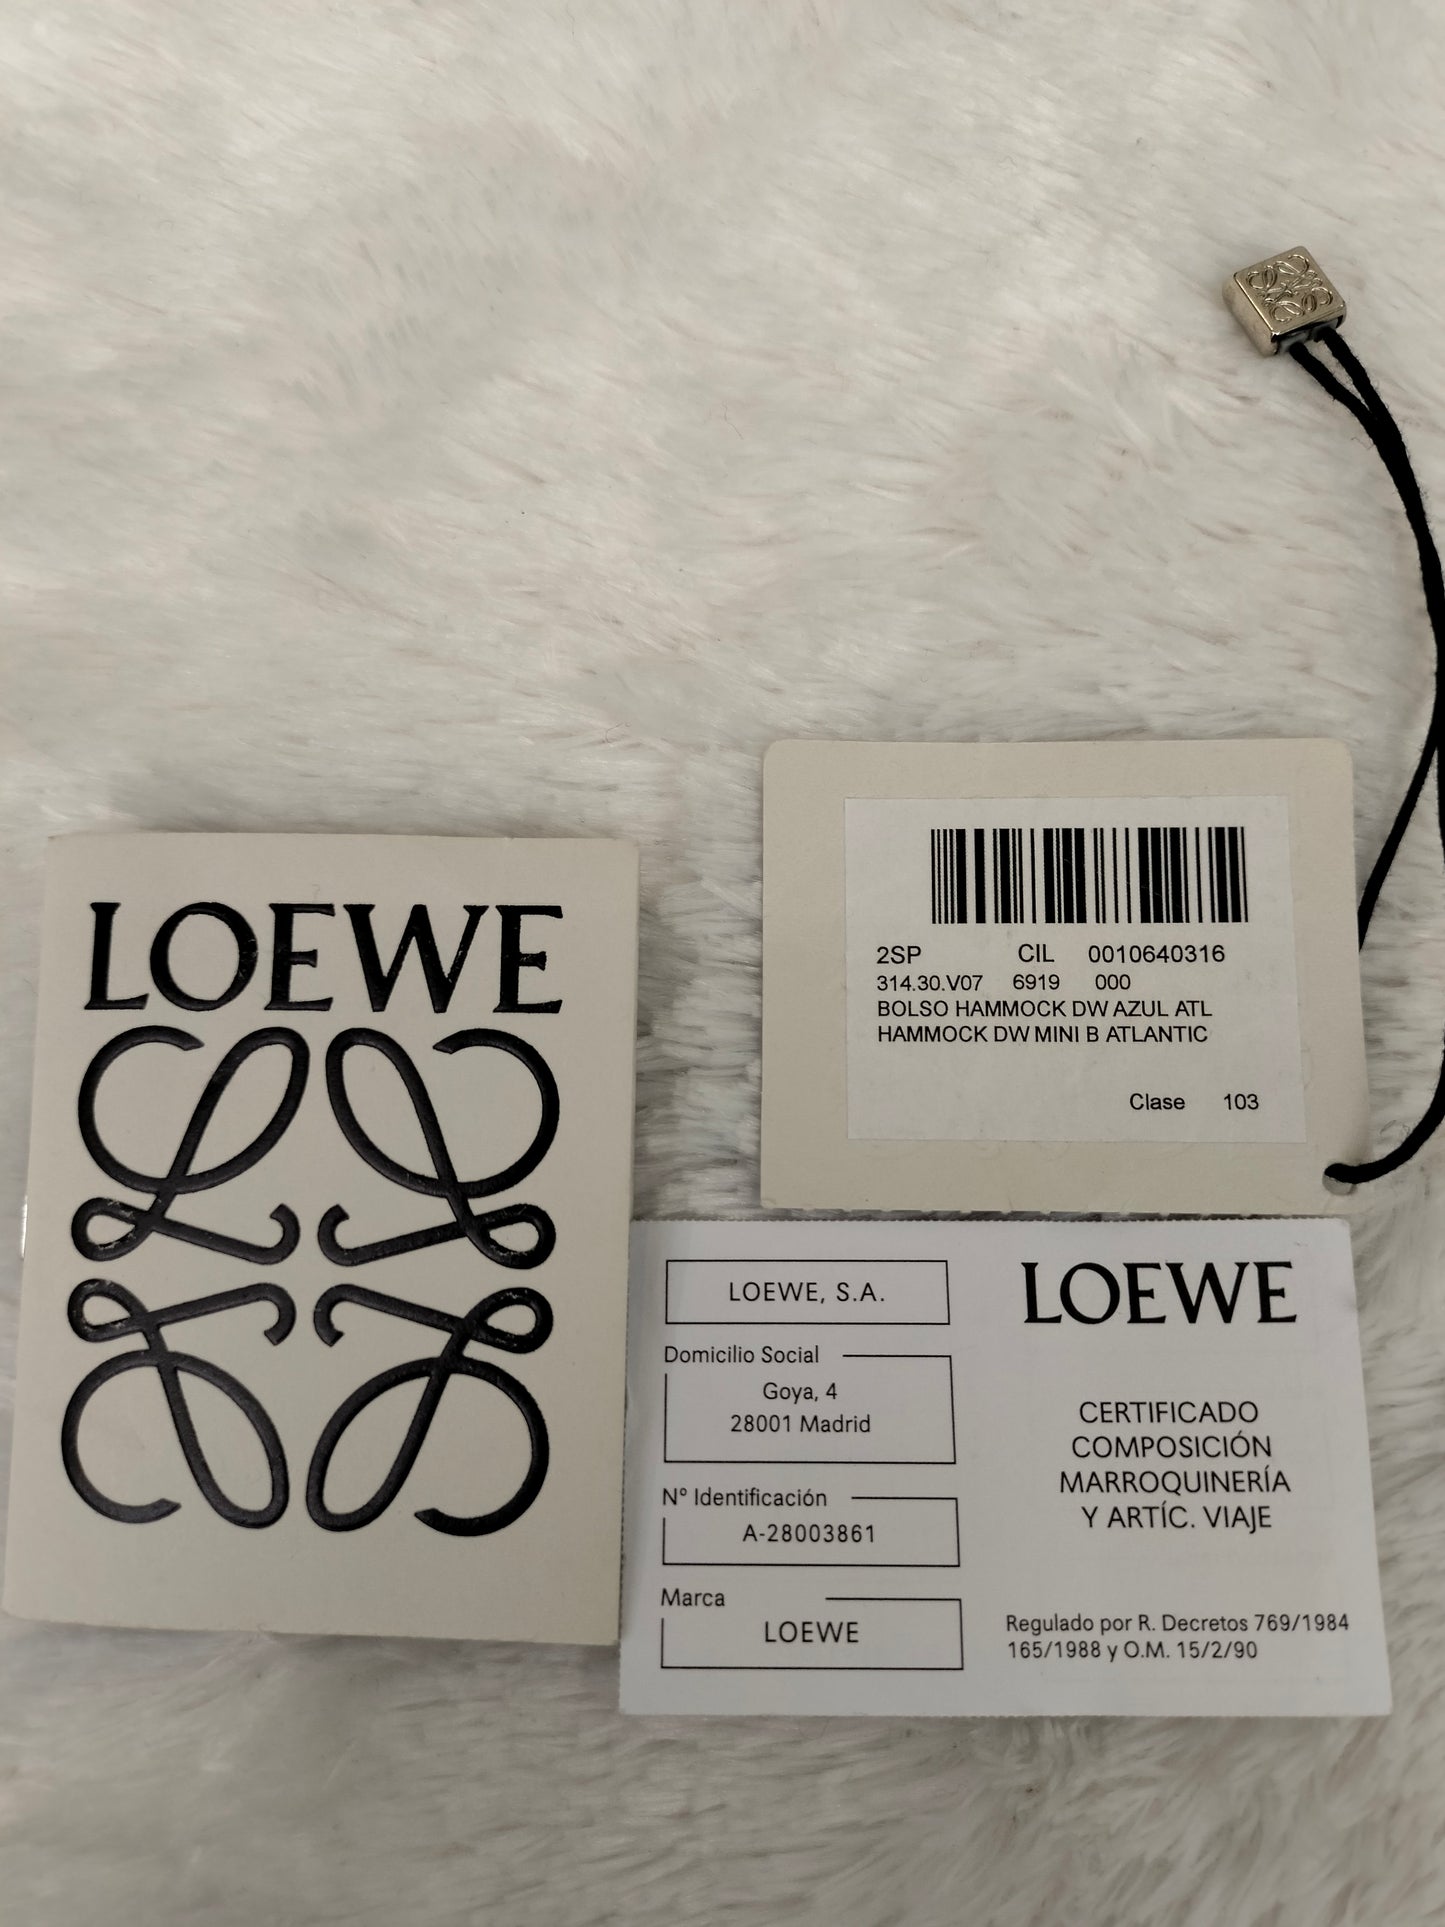 LOEWE
2SP CIL 0010640316
314.30.V07 6919 000
BOLSO HAMMOCK DW AZUL ATL
HAMMOCK DW MINI B ATLANTIC
Clase 103
LOEWE, S.A.
Domicilio Social
Goya, 4
28001 Madrid
Nº Identificación
A-28003861
Marca
LOEWE
LOEWE
CERTIFICADO
COMPOSICIÓN
MARROQUINERÍA
Y ARTÍC. VIAJE
Regulado por R. Decretos 769/1984
165/1988 y O.M. 15/2/90